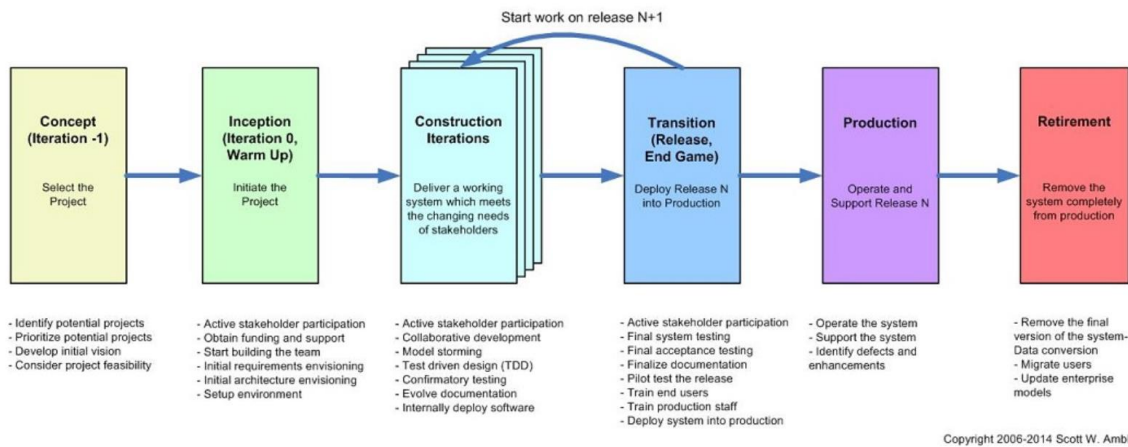 Start work on release N+1
Concept
(Iteration -1)
Select the
Project
Inception
(Iteration 0,
Warm Up)
Initiate the
Project
Construction
Iterations
Deliver a working
system which meets
the changing needs
of stakeholders
Transition
(Release,
End Game)
Deploy Release N
into Production
Production
Operate and
Support Release N
Retirement
Remove the
system completely
from production
- Identify potential projects
- Prioritize potential projects
- Develop initial vision
- Consider project feasibility
- Active stakeholder participation
- Obtain funding and support
- Start building the team
- Initial requirements envisioning
- Initial architecture envisioning
- Setup environment
- Active stakeholder participation
- Collaborative development
- Model storming
- Test driven design (TDD)
- Confirmatory testing
- Evolve documentation
- Internally deploy software
- Active stakeholder participation
- Final system testing
- Final acceptance testing
- Finalize documentation
- Pilot test the release
- Train end users
- Train production staff
- Deploy system into production
- Operate the system
- Support the system
- Identify defects and
enhancements
- Remove the final
version of the system-
Data conversion
- Migrate users
- Update enterprise
models
Copyright 2006-2014 Scott W. Amb